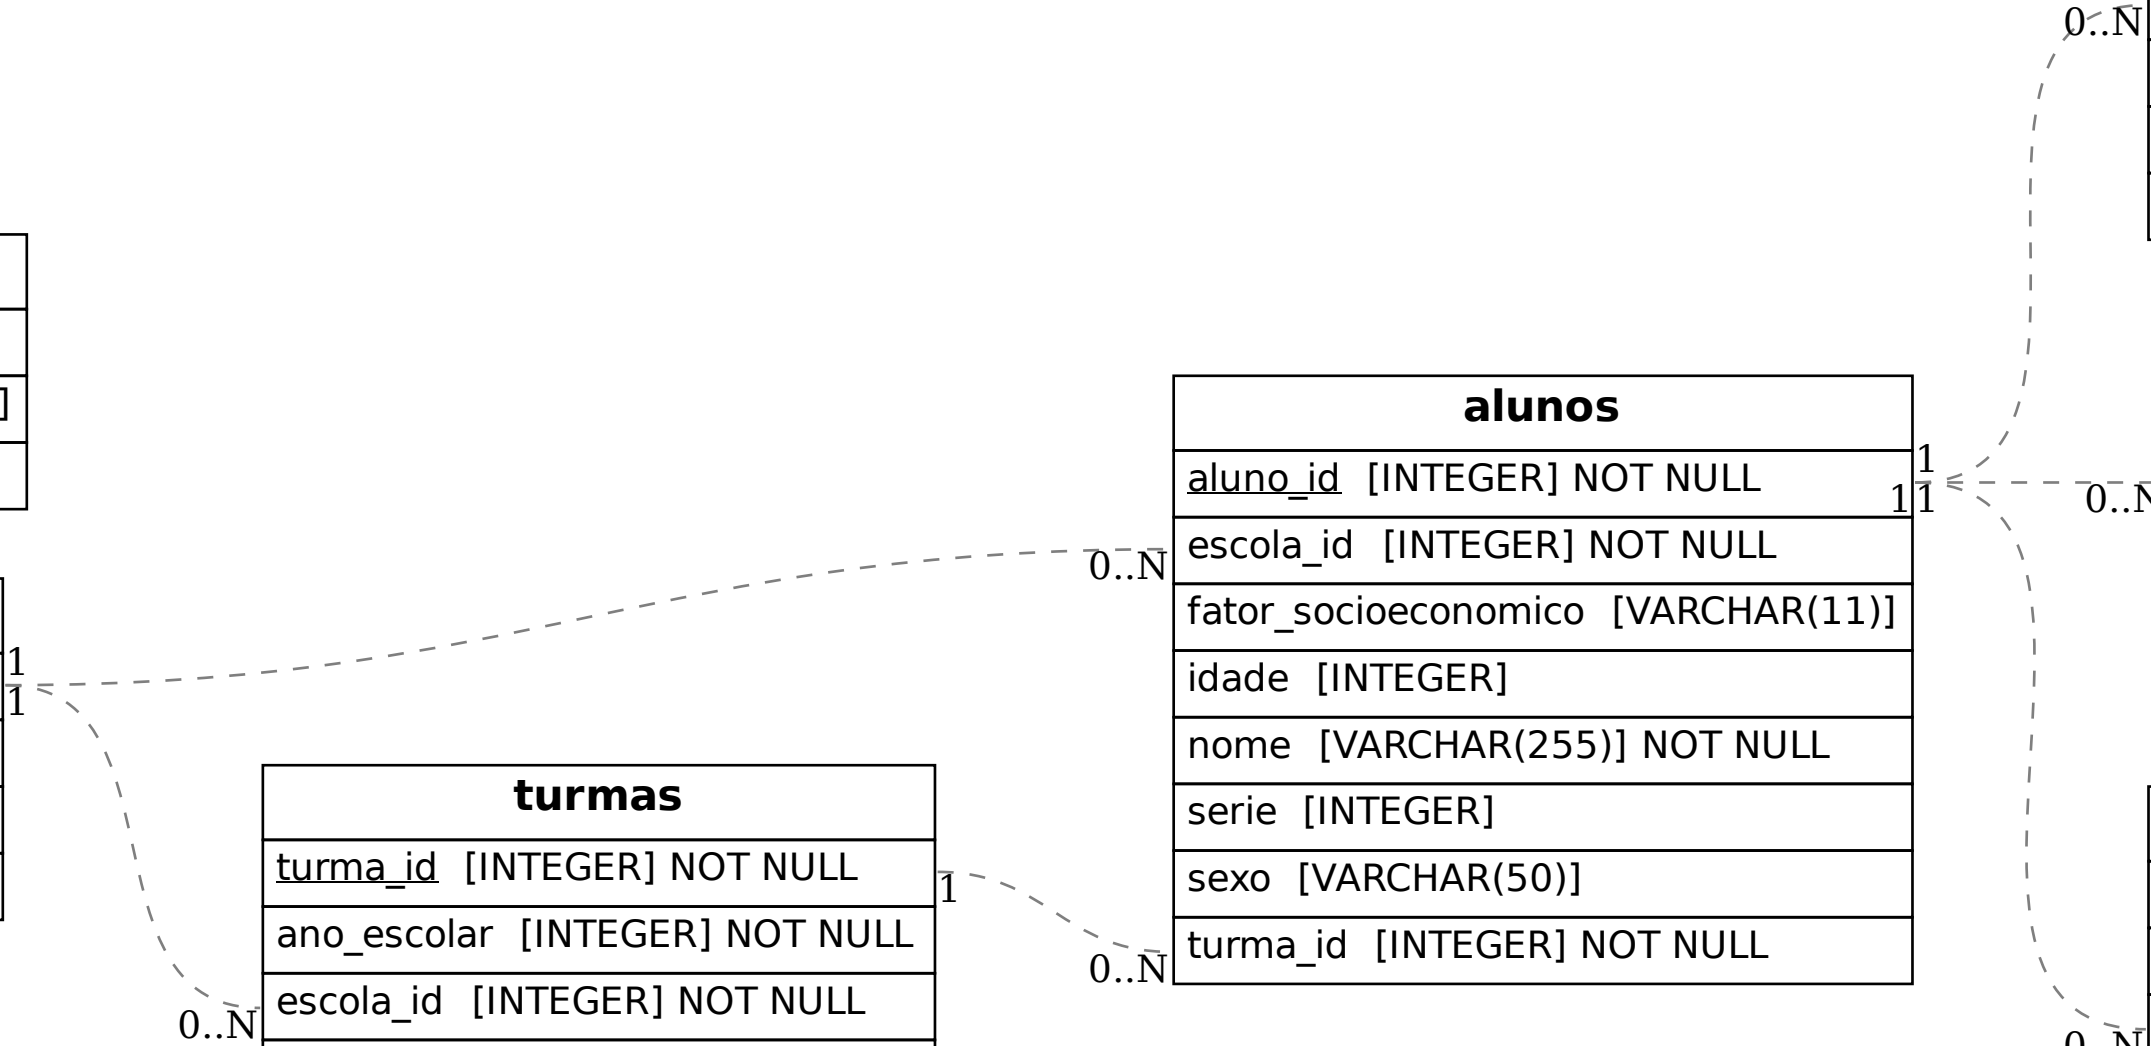 0..N
]
alunos
aluno_id [INTEGER] NOT NULL
1
11
0..N
escola_id [INTEGER] NOT NULL
0..N
fator_socioeconomico [VARCHAR(11)]
1
idade [INTEGER]
1
nome [VARCHAR(255)] NOT NULL
serie [INTEGER]
sexo [VARCHAR(50)]
turma_id [INTEGER] NOT NULL
0..N
turmas
turma_id [INTEGER] NOT NULL
1
ano_escolar [INTEGER] NOT NULL
escola_id [INTEGER] NOT NULL
0..N
0..N